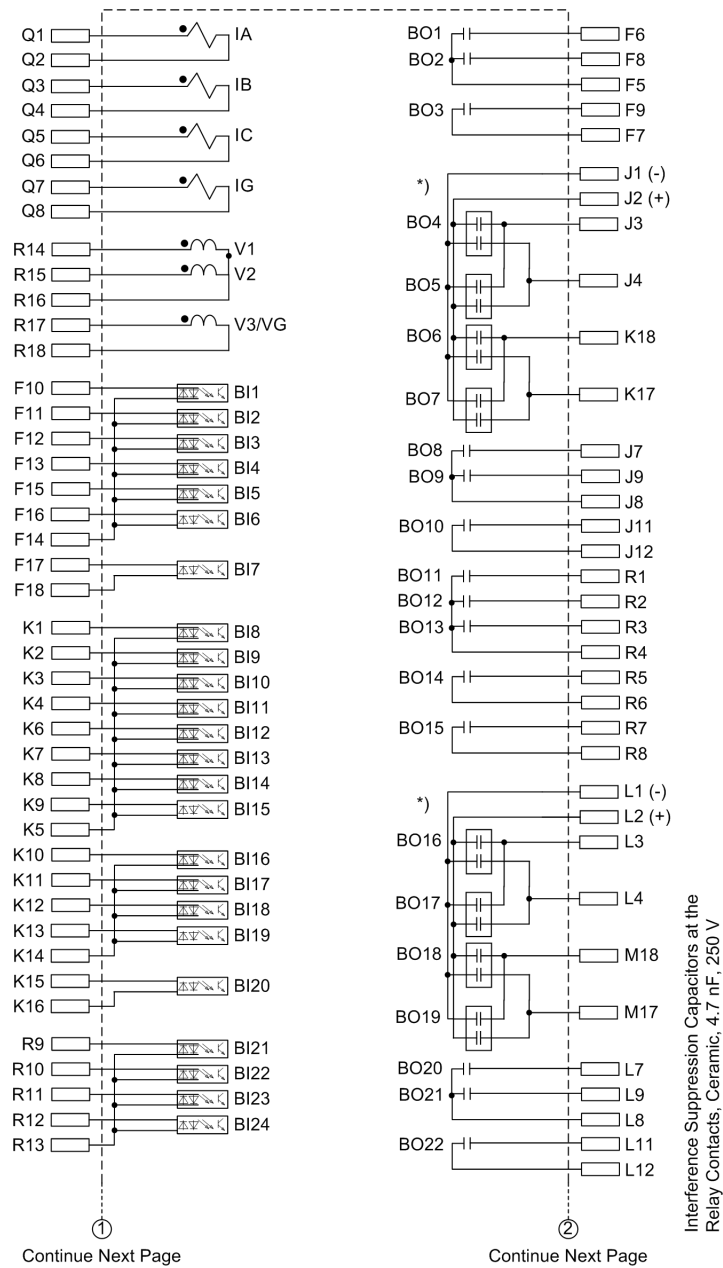 Q1 IA
Q2
Q3 IB
Q4
Q5 IC
Q6
Q7 IG
Q8
R14 V1
R15 V2
R16
R17 V3/VG
R18
F10 BI1
F11 BI2
F12 BI3
F13 BI4
F15 BI5
F16 BI6
F14
F17 BI7
F18
K1 BI8
K2 BI9
K3 BI10
K4 BI11
K6 BI12
K7 BI13
K8 BI14
K9 BI15
K5
K10 BI16
K11 BI17
K12 BI18
K13 BI19
K14
K15 BI20
K16
R9 BI21
R10 BI22
R11 BI23
R12 BI24
R13
1
Continue Next Page
BO1 F6
BO2 F8
F5
BO3 F9
F7
J1 (-)
*)
J2 (+)
BO4 J3
BO5 J4
BO6 K18
BO7 K17
BO8 J7
BO9 J9
J8
BO10 J11
J12
BO11 R1
BO12 R2
BO13 R3
R4
BO14 R5
R6
BO15 R7
R8
L1 (-)
*)
L2 (+)
BO16 L3
BO17 L4
BO18 M18
BO19 M17
BO20 L7
BO21 L9
L8
BO22 L11
L12
2
Continue Next Page
Interference Suppression Capacitors at the
Relay Contacts, Ceramic, 4.7 nF, 250 V